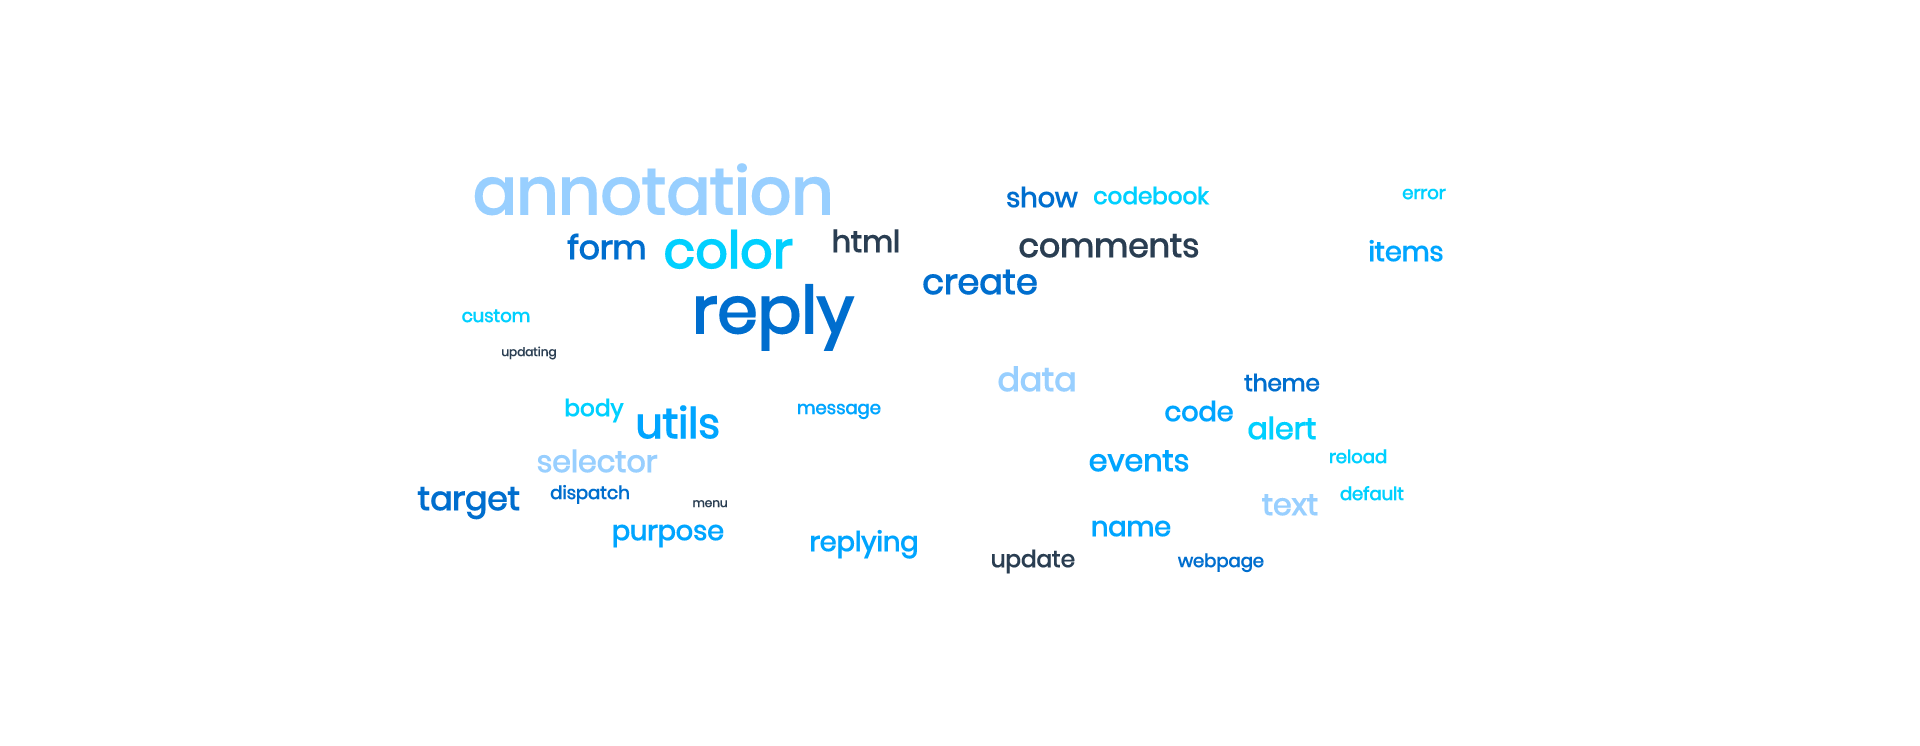 annotation
show
codebook
error
form
color
html
comments
items
create
reply
custom
updating
data
theme
body
utils
message
code
alert
selector
events
reload
target
dispatch
menu
text
default
purpose
replying
name
update
webpage